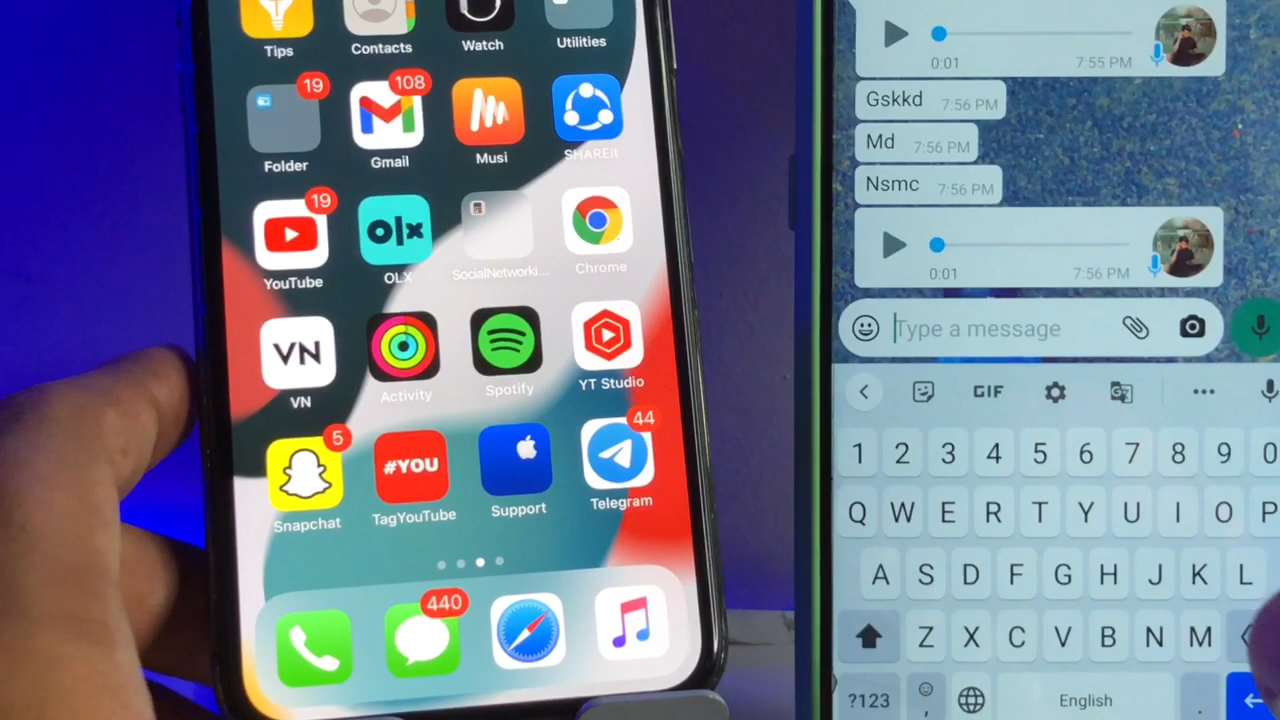 Tips
Contacts
Watch
Utilities
19
108
Folder
Gmail
Musi
SHAREit
19
olx
YouTube
OLX
SocialNetworki...
Chrome
VN
VN
Activity
Spotify
YT Studio
5
#YOU
44
Snapchat
TagYouTube
Support
Telegram
440
0:01 7:55 PM
Gskkd 7:56 PM
Md 7:56 PM
Nsmc 7:56 PM
0:01 7:56 PM
Type a message
GIF
1 2 3 4 5 6 7 8 9 0
Q W E R T Y U I O P
A S D F G H J K L
Z X C V B N M
?123 , English .